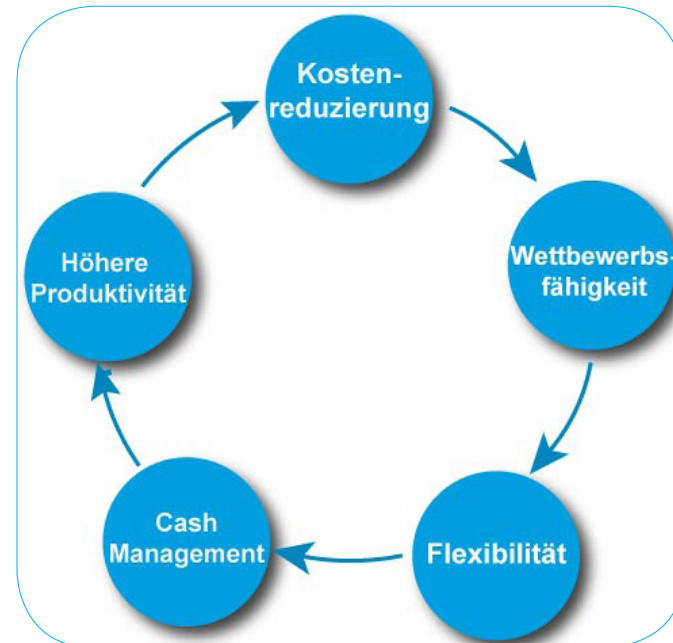 Kosten-
reduzierung
Wettbewerbs-
fähigkeit
Flexibilität
Cash
Management
Höhere
Produktivität